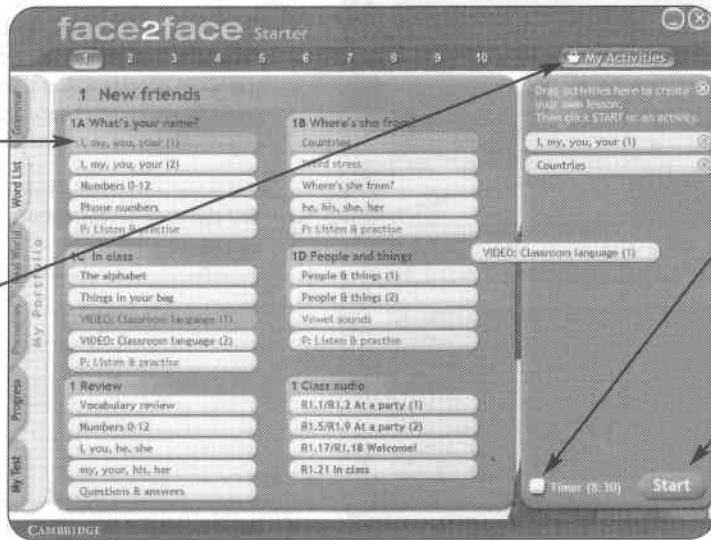 face2face Starter
1 2 3 4 5 6 7 8 9 10
My Activities
Grammar
Word List
Real World
Phonemes
Progress
My Test
My Portfolio
1 New friends
1A What's your name?
I, my, you, your (1)
I, my, you, your (2)
Numbers 0-12
Phone numbers
P: Listen & practise
1B Where's she from?
Countries
Word stress
Where's she from?
he, his, she, her
P: Listen & practise
1C In class
The alphabet
Things in your bag
VIDEO: Classroom language (1)
VIDEO: Classroom language (2)
P: Listen & practise
1D People and things
People & things (1)
People & things (2)
Vowel sounds
P: Listen & practise
1 Review
Vocabulary review
Numbers 0-12
I, you, he, she
my, your, his, her
Questions & answers
1 Class audio
R1.1/R1.2 At a party (1)
R1.5/R1.9 At a party (2)
R1.17/R1.18 Welcome!
R1.21 In class
Drag activities here to create
your own lesson.
Then click START or an activity.
I, my, you, your (1)
Countries
VIDEO: Classroom language (1)
Timer (8:30)
Start
CAMBRIDGE